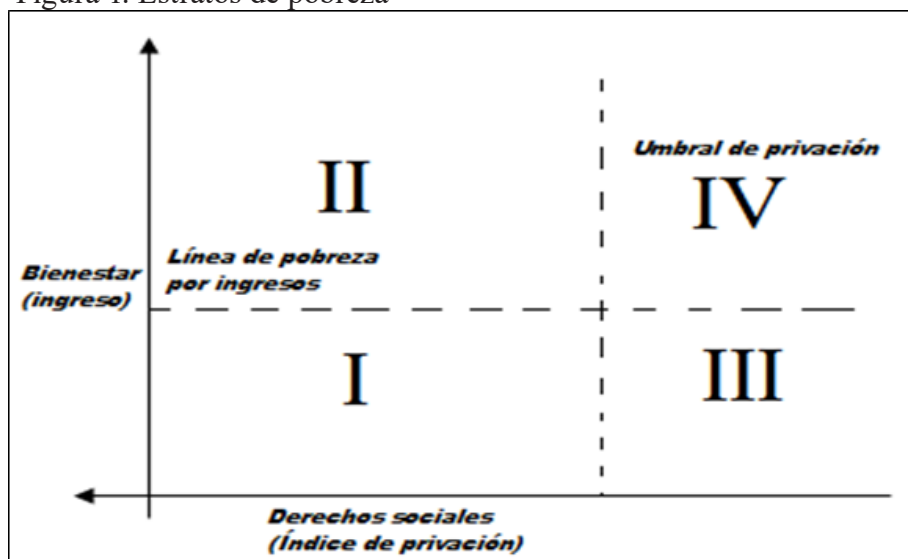 Figura 1. Estratos de pobreza
Umbral de privación
II
IV
Línea de pobreza
por ingresos
Bienestar
(ingreso)
I
III
Derechos sociales
(Índice de privación)